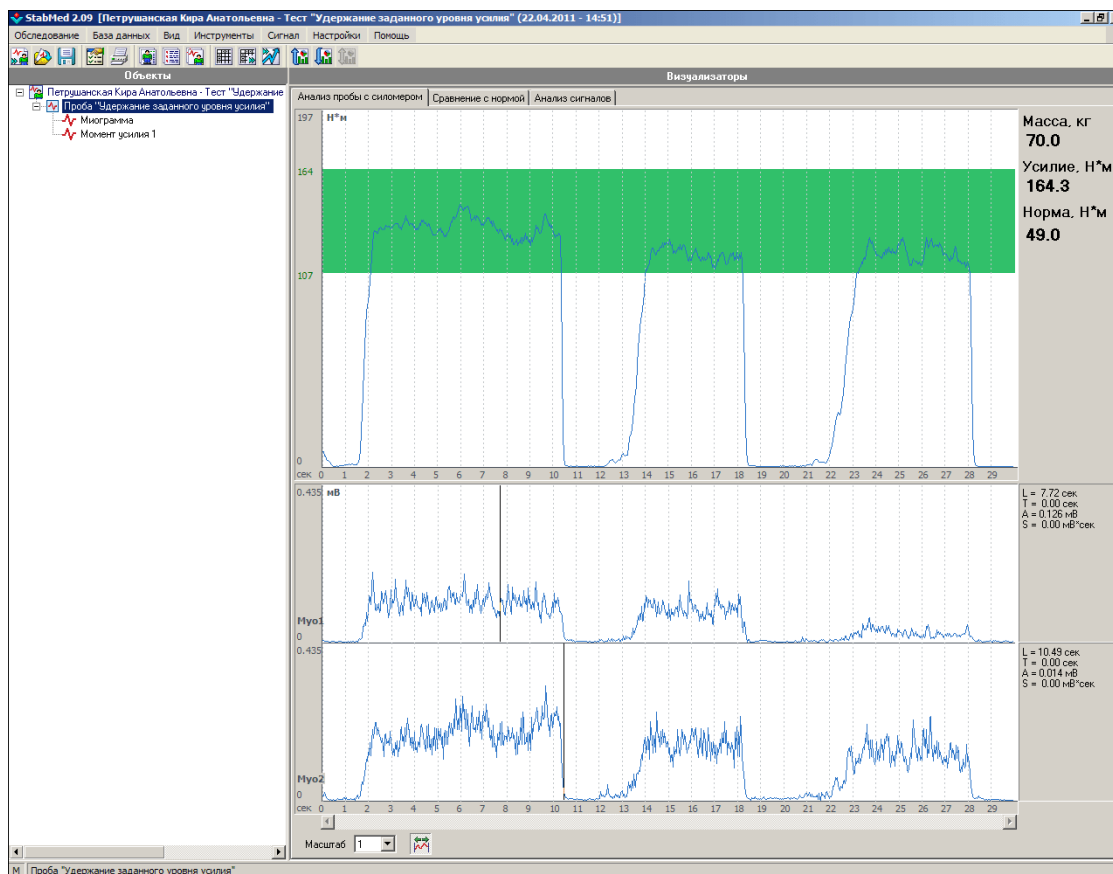 StabMed 2.09 [Петрушанская Кира Анатольевна - Тест "Удержание заданного уровня усилия" (22.04.2011 - 14:51)]
Обследование База данных Вид Инструменты Сигнал Настройки Помощь
Объекты
Визуализаторы
Петрушанская Кира Анатольевна - Тест "Удержание
Проба "Удержание заданного уровня усилия"
Миограмма
Момент усилия 1
Анализ пробы с силомером Сравнение с нормой Анализ сигналов
197 Н*м
164
107
0
сек 0 1 2 3 4 5 6 7 8 9 10 11 12 13 14 15 16 17 18 19 20 21 22 23 24 25 26 27 28 29
Масса, кг
70.0
Усилие, Н*м
164.3
Норма, Н*м
49.0
0.435 мВ
Myo1
0
L = 7.72 сек
T = 0.00 сек
A = 0.126 мВ
S = 0.00 мВ*сек
0.435
Myo2
0
сек 0 1 2 3 4 5 6 7 8 9 10 11 12 13 14 15 16 17 18 19 20 21 22 23 24 25 26 27 28 29
L = 10.49 сек
T = 0.00 сек
A = 0.014 мВ
S = 0.00 мВ*сек
Масштаб 1
М Проба "Удержание заданного уровня усилия"